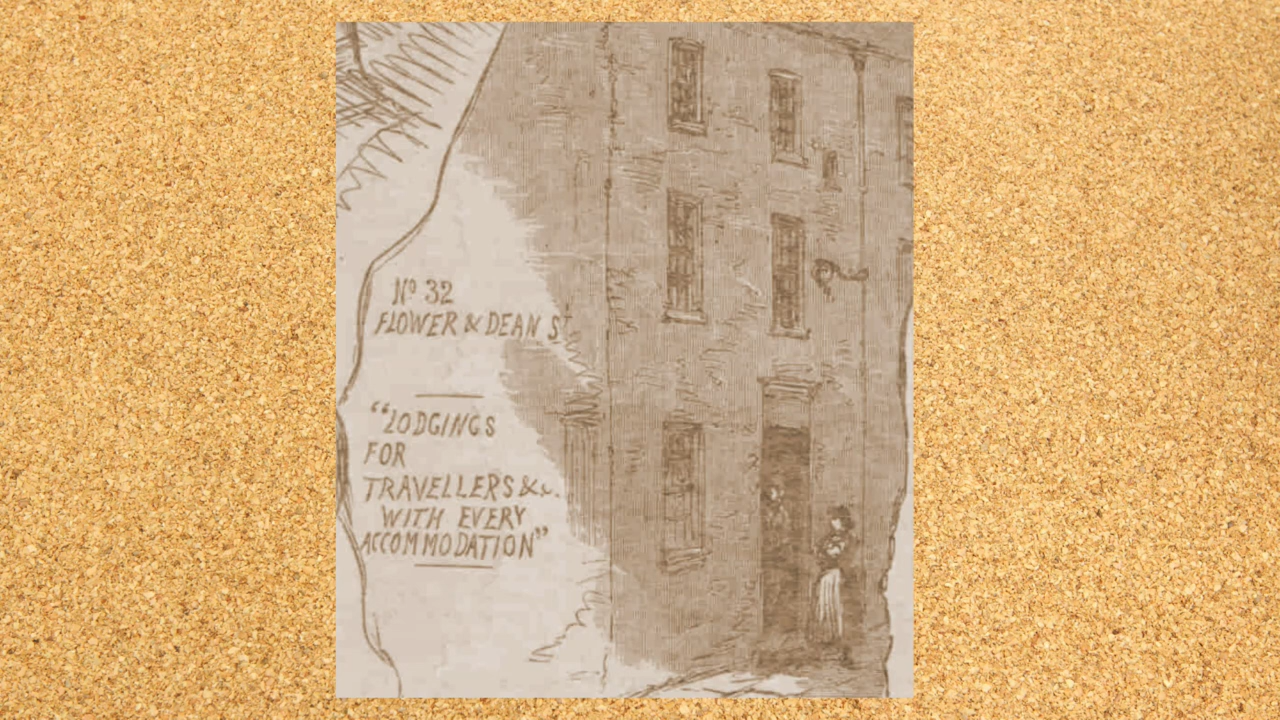 Nº 32
FLOWER & DEAN St
"LODGINGS
FOR
TRAVELLERS &c.
WITH EVERY
ACCOMMODATION"